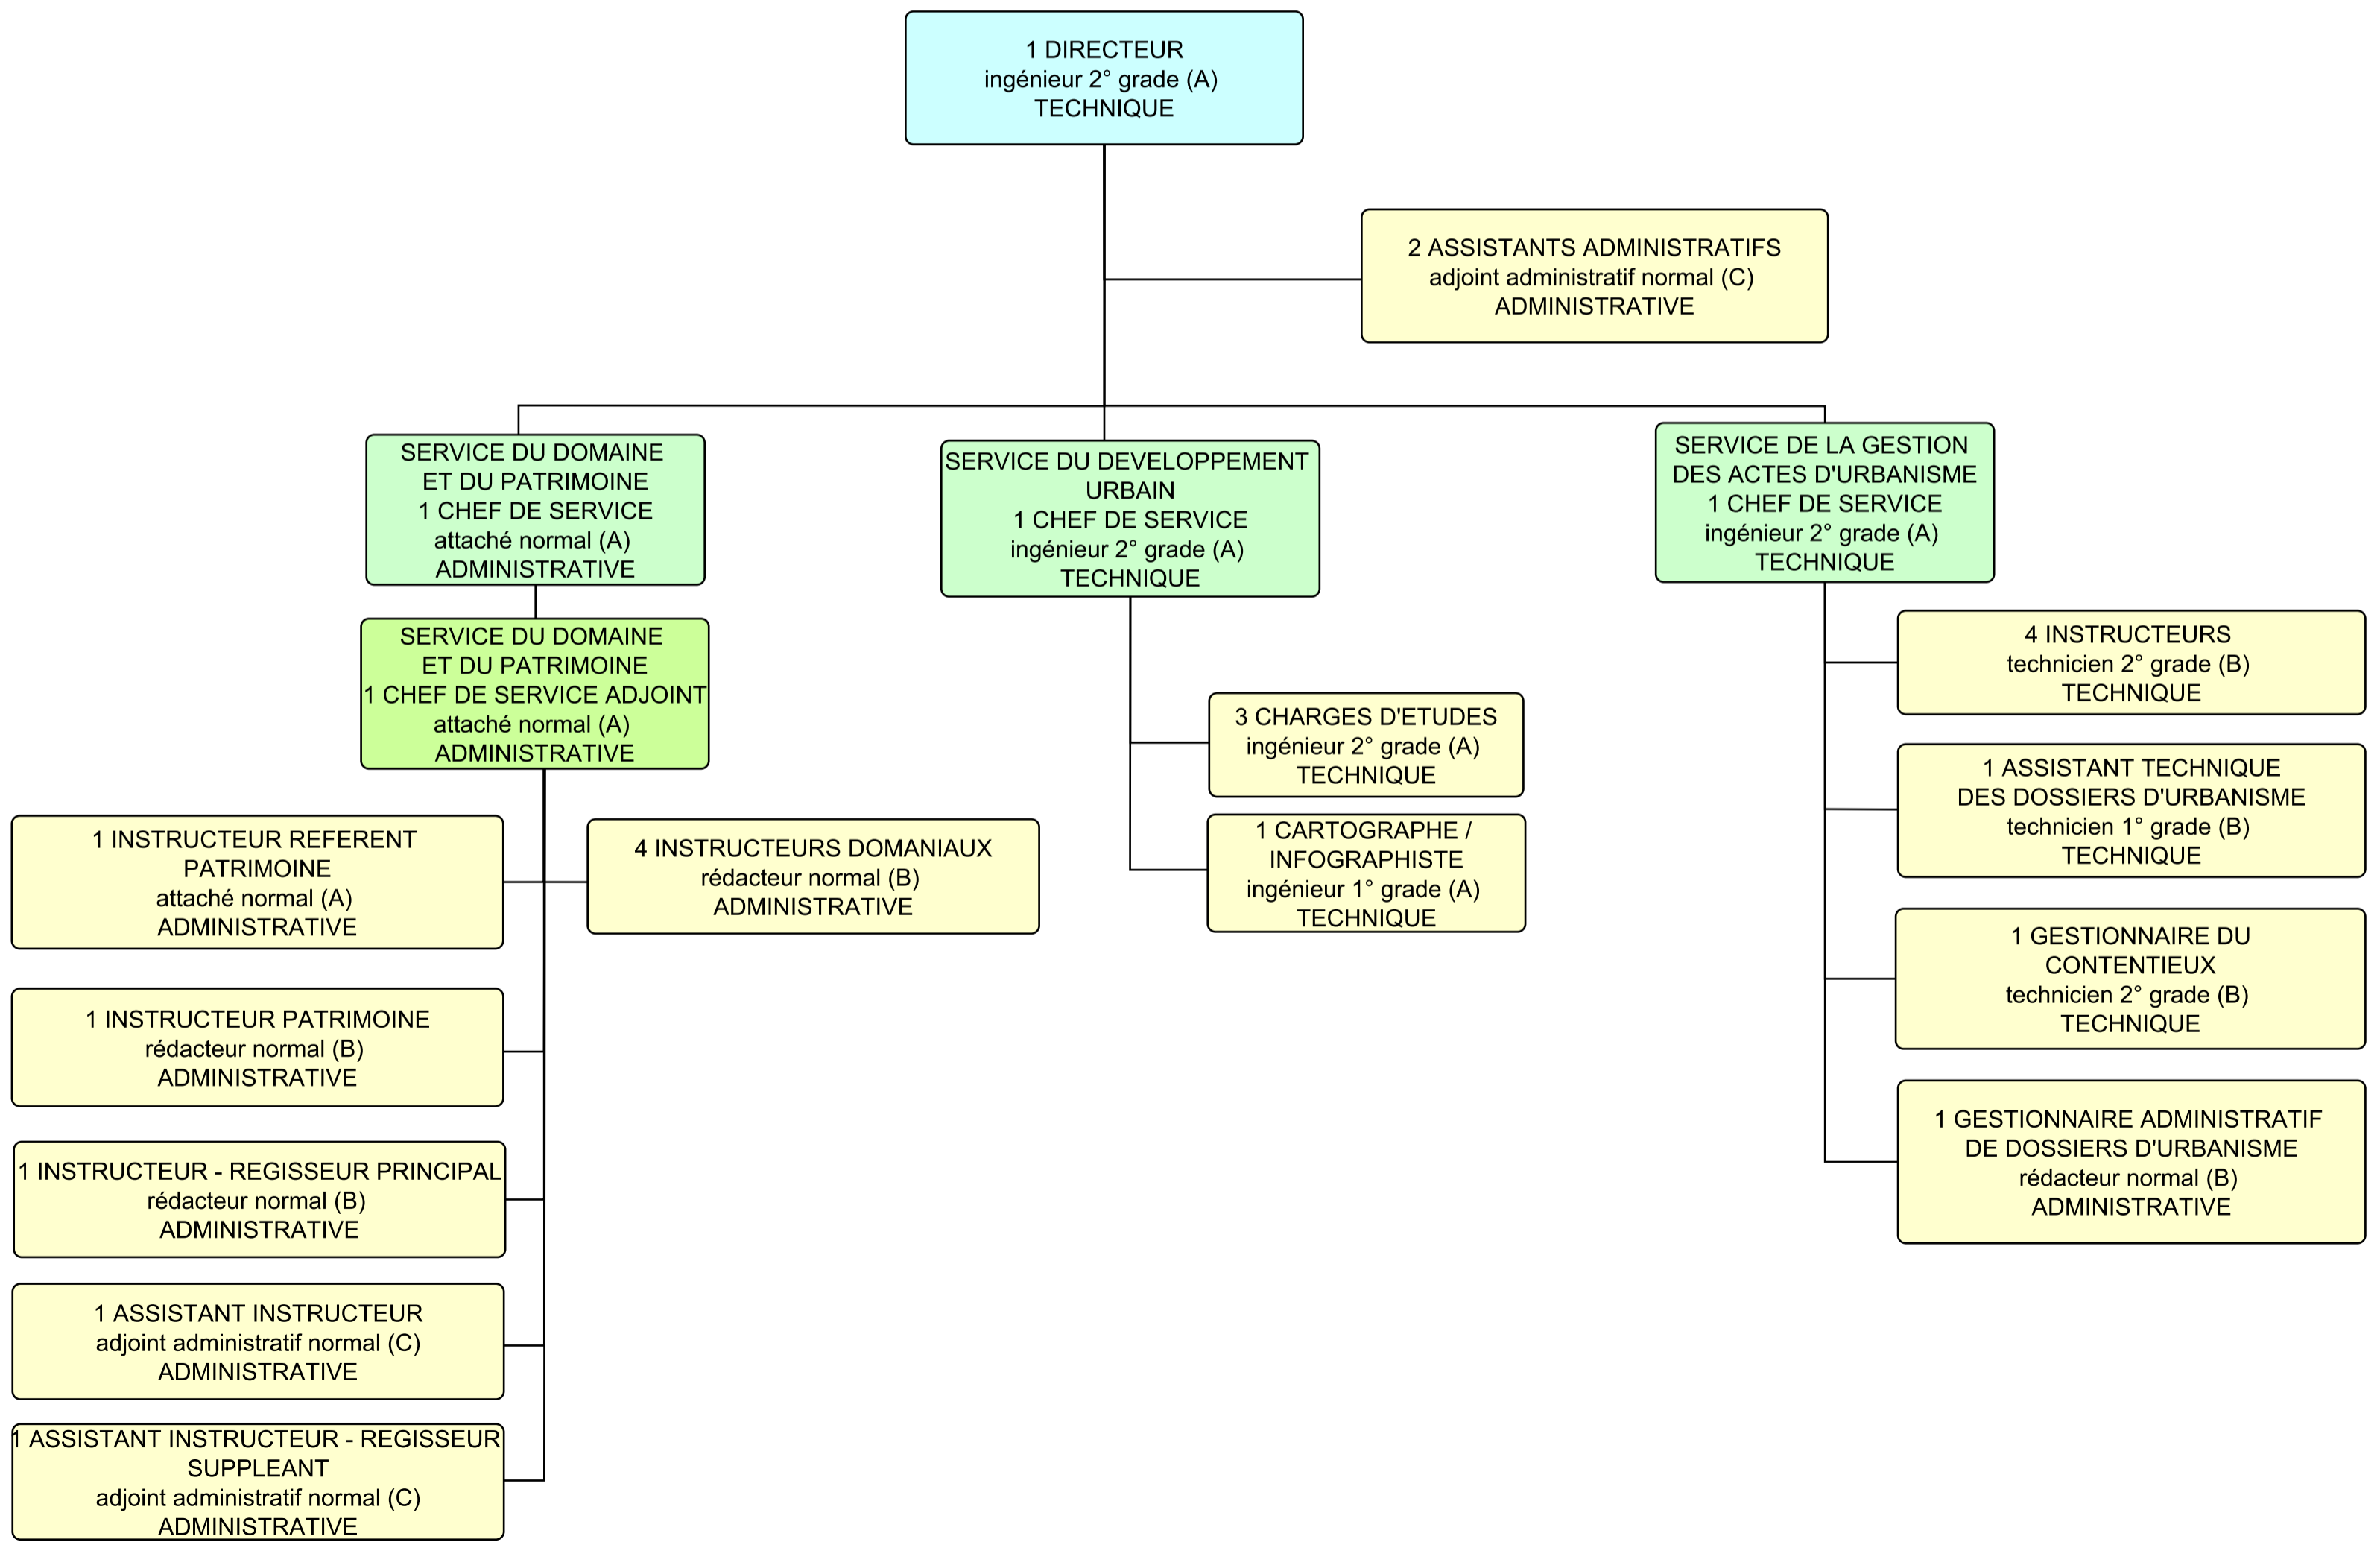 1 DIRECTEUR
ingénieur 2° grade (A)
TECHNIQUE
2 ASSISTANTS ADMINISTRATIFS
adjoint administratif normal (C)
ADMINISTRATIVE
SERVICE DU DOMAINE
ET DU PATRIMOINE
1 CHEF DE SERVICE
attaché normal (A)
ADMINISTRATIVE
SERVICE DU DEVELOPPEMENT
URBAIN
1 CHEF DE SERVICE
ingénieur 2° grade (A)
TECHNIQUE
SERVICE DE LA GESTION
DES ACTES D'URBANISME
1 CHEF DE SERVICE
ingénieur 2° grade (A)
TECHNIQUE
SERVICE DU DOMAINE
ET DU PATRIMOINE
1 CHEF DE SERVICE ADJOINT
attaché normal (A)
ADMINISTRATIVE
1 INSTRUCTEUR REFERENT
PATRIMOINE
attaché normal (A)
ADMINISTRATIVE
4 INSTRUCTEURS DOMANIAUX
rédacteur normal (B)
ADMINISTRATIVE
1 INSTRUCTEUR PATRIMOINE
rédacteur normal (B)
ADMINISTRATIVE
1 INSTRUCTEUR - REGISSEUR PRINCIPAL
rédacteur normal (B)
ADMINISTRATIVE
1 ASSISTANT INSTRUCTEUR
adjoint administratif normal (C)
ADMINISTRATIVE
1 ASSISTANT INSTRUCTEUR - REGISSEUR
SUPPLEANT
adjoint administratif normal (C)
ADMINISTRATIVE
3 CHARGES D'ETUDES
ingénieur 2° grade (A)
TECHNIQUE
1 CARTOGRAPHE /
INFOGRAPHISTE
ingénieur 1° grade (A)
TECHNIQUE
4 INSTRUCTEURS
technicien 2° grade (B)
TECHNIQUE
1 ASSISTANT TECHNIQUE
DES DOSSIERS D'URBANISME
technicien 1° grade (B)
TECHNIQUE
1 GESTIONNAIRE DU
CONTENTIEUX
technicien 2° grade (B)
TECHNIQUE
1 GESTIONNAIRE ADMINISTRATIF
DE DOSSIERS D'URBANISME
rédacteur normal (B)
ADMINISTRATIVE